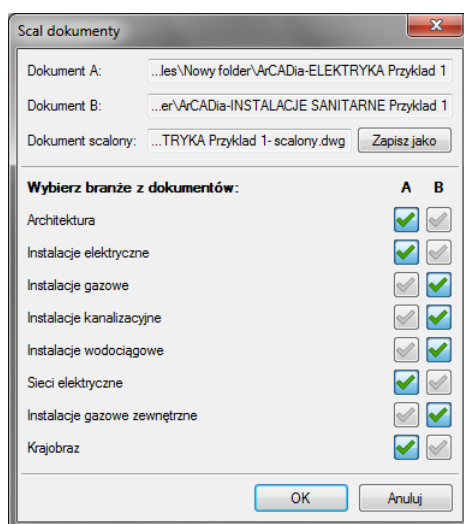 Scal dokumenty
Dokument A: ...les\Nowy folder\ArCADia-ELEKTRYKA Przyklad 1
Dokument B: ...er\ArCADia-INSTALACJE SANITARNE Przyklad 1
Dokument scalony: ...TRYKA Przyklad 1- scalony.dwg Zapisz jako
Wybierz branże z dokumentów: A B
Architektura
Instalacje elektryczne
Instalacje gazowe
Instalacje kanalizacyjne
Instalacje wodociągowe
Sieci elektryczne
Instalacje gazowe zewnętrzne
Krajobraz
OK Anuluj